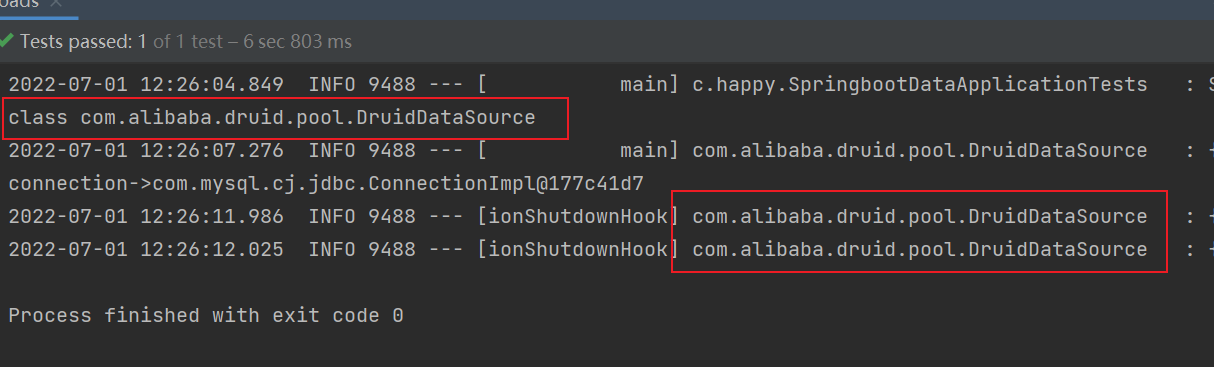 oads ×
Tests passed: 1 of 1 test – 6 sec 803 ms
2022-07-01 12:26:04.849  INFO 9488 --- [           main] c.happy.SpringbootDataApplicationTests   : S
class com.alibaba.druid.pool.DruidDataSource
2022-07-01 12:26:07.276  INFO 9488 --- [           main] com.alibaba.druid.pool.DruidDataSource   : {
connection->com.mysql.cj.jdbc.ConnectionImpl@177c41d7
2022-07-01 12:26:11.986  INFO 9488 --- [ionShutdownHook] com.alibaba.druid.pool.DruidDataSource   : {
2022-07-01 12:26:12.025  INFO 9488 --- [ionShutdownHook] com.alibaba.druid.pool.DruidDataSource   : {
Process finished with exit code 0